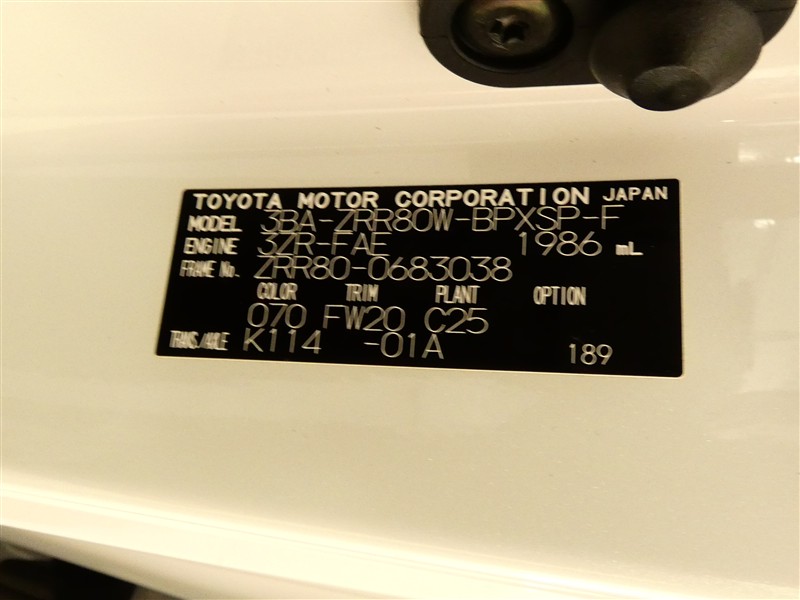 TOYOTA MOTOR CORPORATION JAPAN
MODEL 3BA-ZRR80W-BPXSP-F
ENGINE 3ZR-FAE 1986 mL
FRAME No. ZRR80-0683038
COLOR TRIM PLANT OPTION
070 FW20 C25
TRANS./AXLE K114 -01A 189